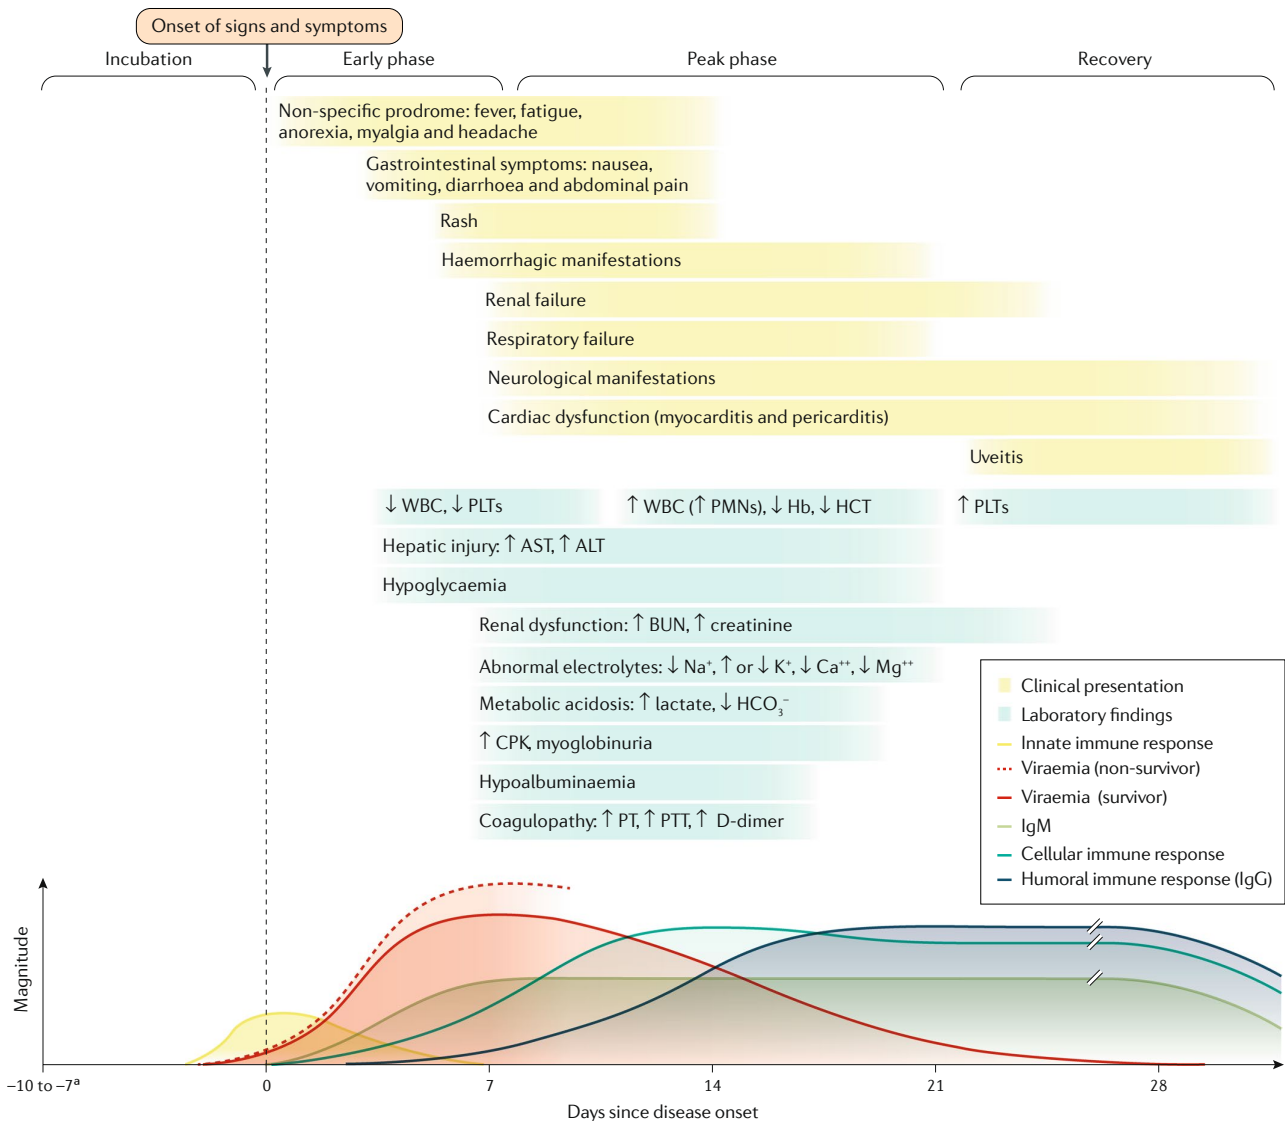 Onset of signs and symptoms
Incubation
Early phase
Peak phase
Recovery
Non-specific prodrome: fever, fatigue,
anorexia, myalgia and headache
Gastrointestinal symptoms: nausea,
vomiting, diarrhoea and abdominal pain
Rash
Haemorrhagic manifestations
Renal failure
Respiratory failure
Neurological manifestations
Cardiac dysfunction (myocarditis and pericarditis)
Uveitis
↓ WBC, ↓ PLTs
↑ WBC (↑ PMNs), ↓ Hb, ↓ HCT
↑ PLTs
Hepatic injury: ↑ AST, ↑ ALT
Hypoglycaemia
Renal dysfunction: ↑ BUN, ↑ creatinine
Abnormal electrolytes: ↓ Na⁺, ↑ or ↓ K⁺, ↓ Ca⁺⁺, ↓ Mg⁺⁺
Metabolic acidosis: ↑ lactate, ↓ HCO₃⁻
↑ CPK, myoglobinuria
Hypoalbuminaemia
Coagulopathy: ↑ PT, ↑ PTT, ↑ D-dimer
Clinical presentation
Laboratory findings
Innate immune response
Viraemia (non-survivor)
Viraemia (survivor)
IgM
Cellular immune response
Humoral immune response (IgG)
Magnitude
–10 to –7ᵃ
0
7
14
21
28
Days since disease onset